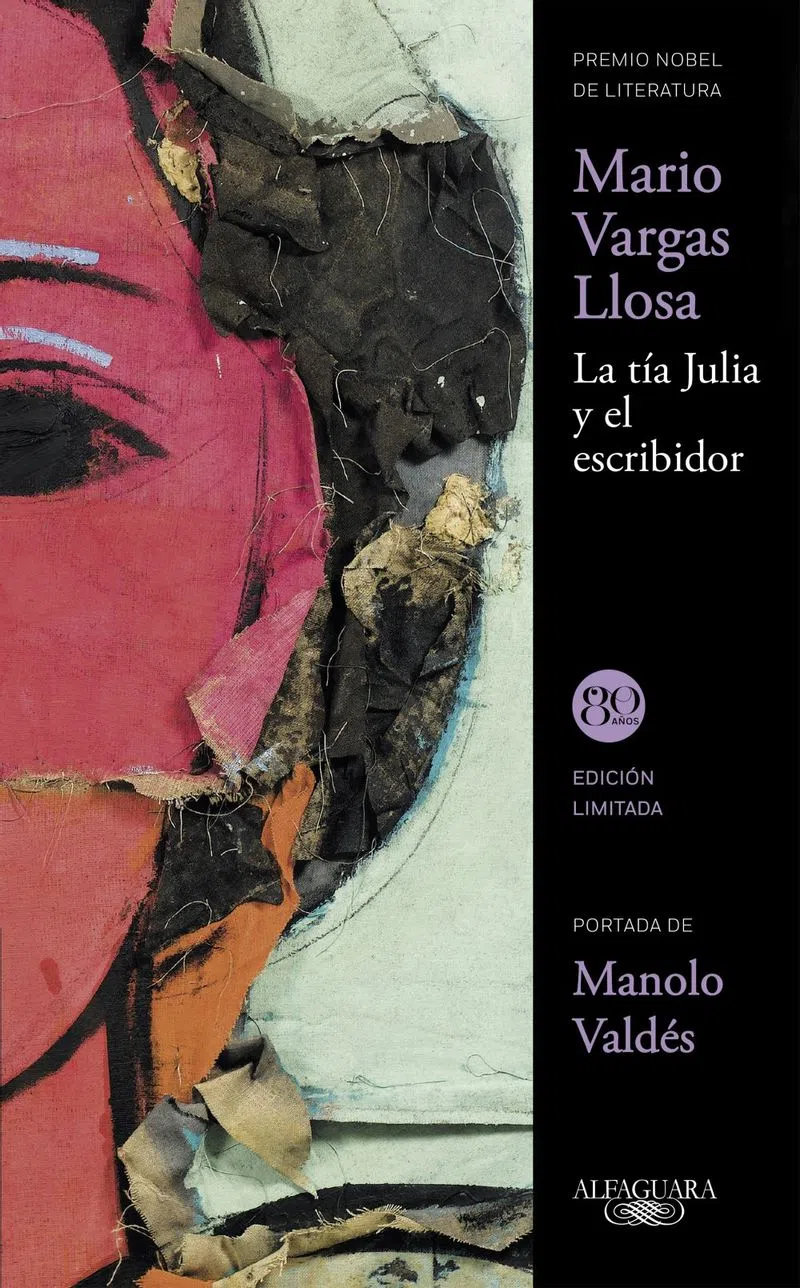 PREMIO NOBEL
DE LITERATURA
Mario
Vargas
Llosa
La tía Julia
y el
escribidor
80
AÑOS
EDICIÓN
LIMITADA
PORTADA DE
Manolo
Valdés
ALFAGUARA